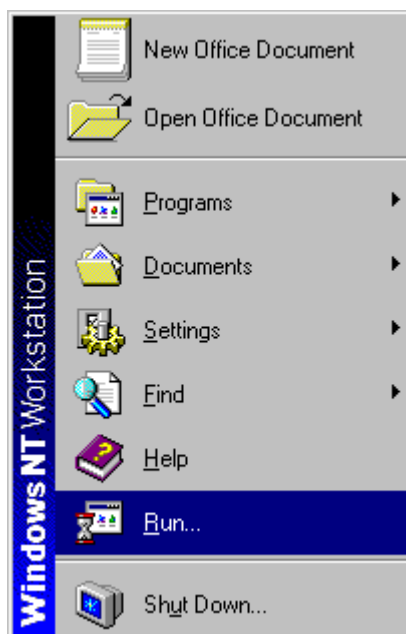 New Office Document
Open Office Document
Programs
Documents
Settings
Find
Help
Run...
Shut Down...
Windows NT Workstation